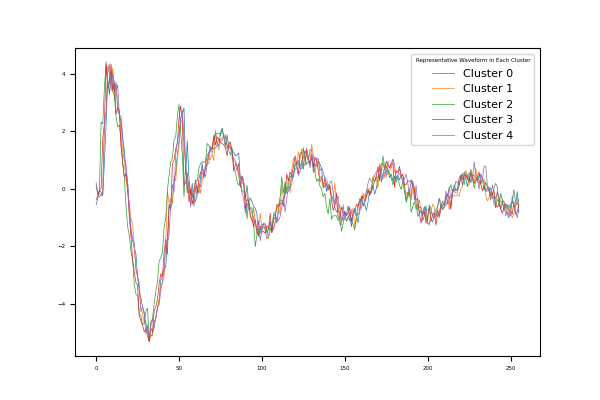 Representative Waveform in Each Cluster
Cluster 0
Cluster 1
Cluster 2
Cluster 3
Cluster 4
4
2
0
−2
−4
0
50
100
150
200
250